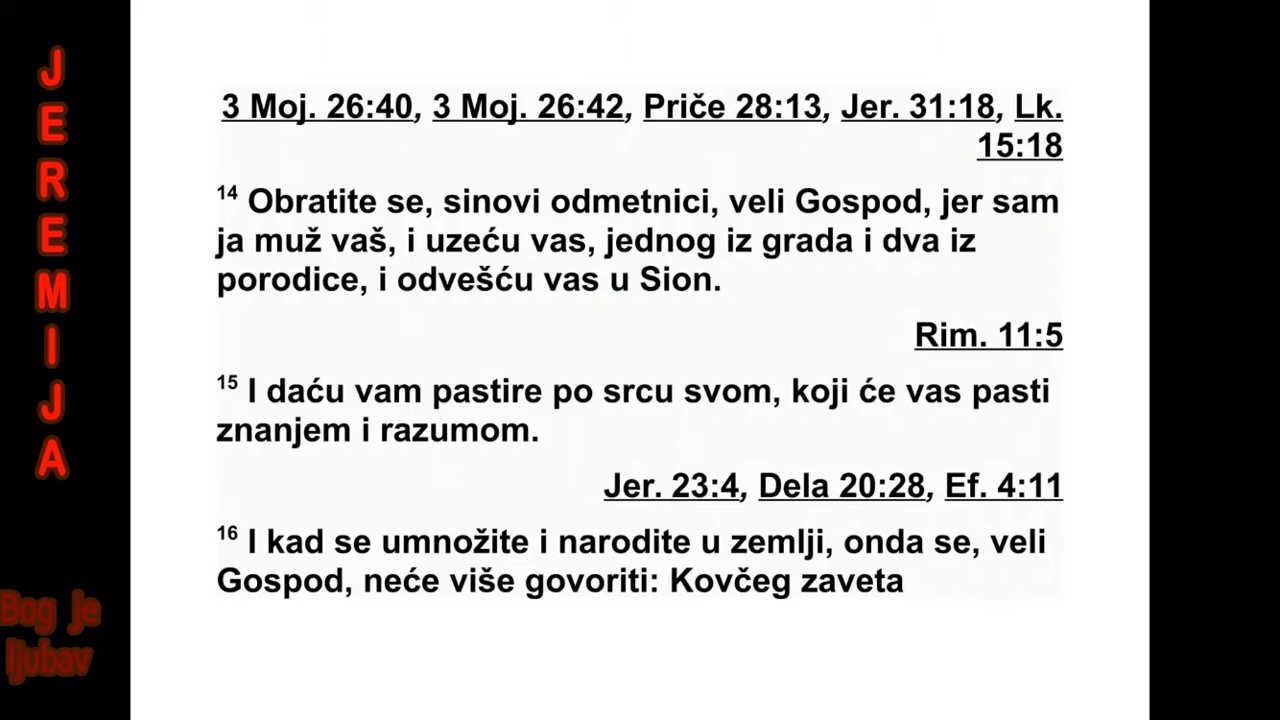 JEREMIJA
3 Moj. 26:40, 3 Moj. 26:42, Priče 28:13, Jer. 31:18, Lk.
15:18
14 Obratite se, sinovi odmetnici, veli Gospod, jer sam
ja muž vaš, i uzeću vas, jednog iz grada i dva iz
porodice, i odvešću vas u Sion.
Rim. 11:5
15 I daću vam pastire po srcu svom, koji će vas pasti
znanjem i razumom.
Jer. 23:4, Dela 20:28, Ef. 4:11
16 I kad se umnožite i narodite u zemlji, onda se, veli
Gospod, neće više govoriti: Kovčeg zaveta
Bog je
ljubav